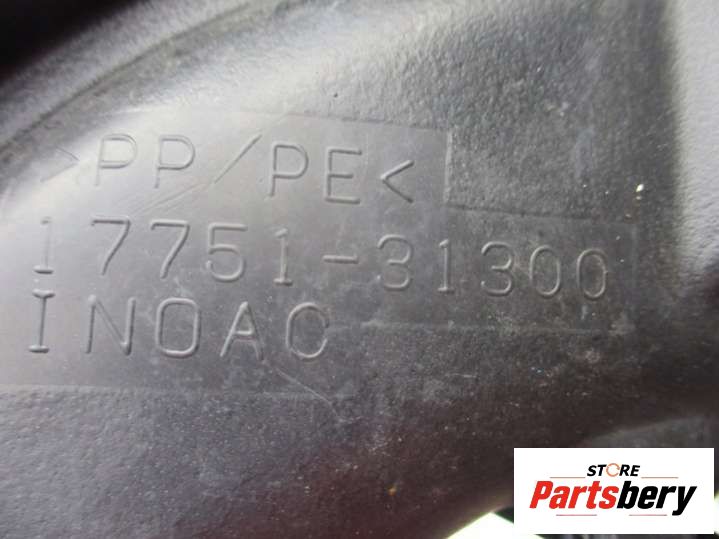 >PP/PE<
17751-31300
INOAC
STORE
Partsbery